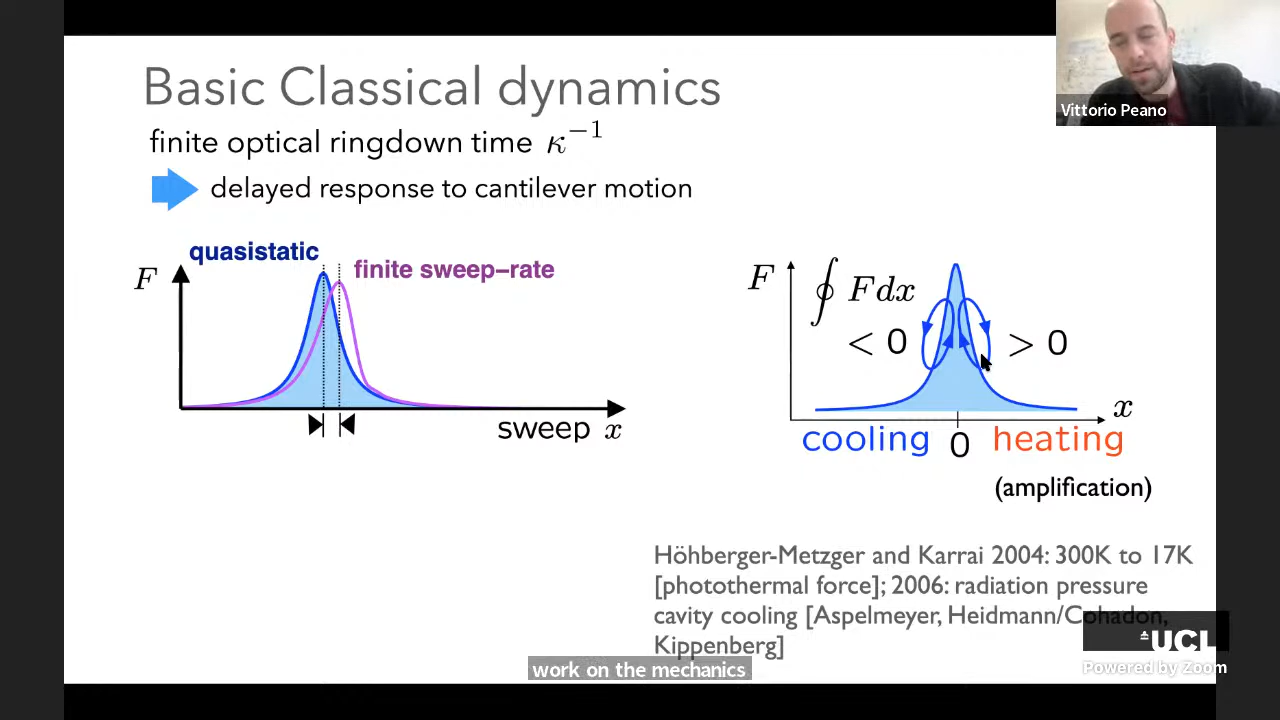 Basic Classical dynamics
finite optical ringdown time κ⁻¹
delayed response to cantilever motion
quasistatic
finite sweep–rate
F
sweep x
F
∮ Fdx
< 0
> 0
x
cooling
0
heating
(amplification)
Höhberger-Metzger and Karrai 2004: 300K to 17K
[photothermal force]; 2006: radiation pressure
cavity cooling [Aspelmeyer, Heidmann/Cohadon,
Kippenberg]
work on the mechanics
Vittorio Peano
UCL
Powered by Zoom